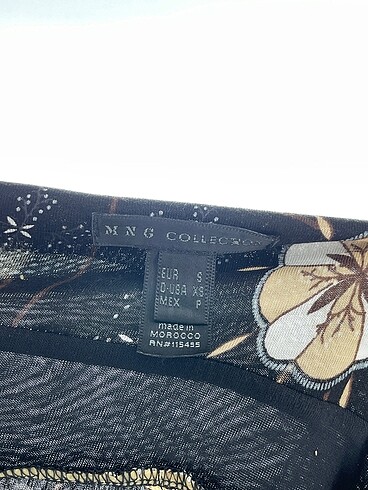 MNG COLLECTION
EUR S
USA XS
MEX P
made in
MOROCCO
RN#115455